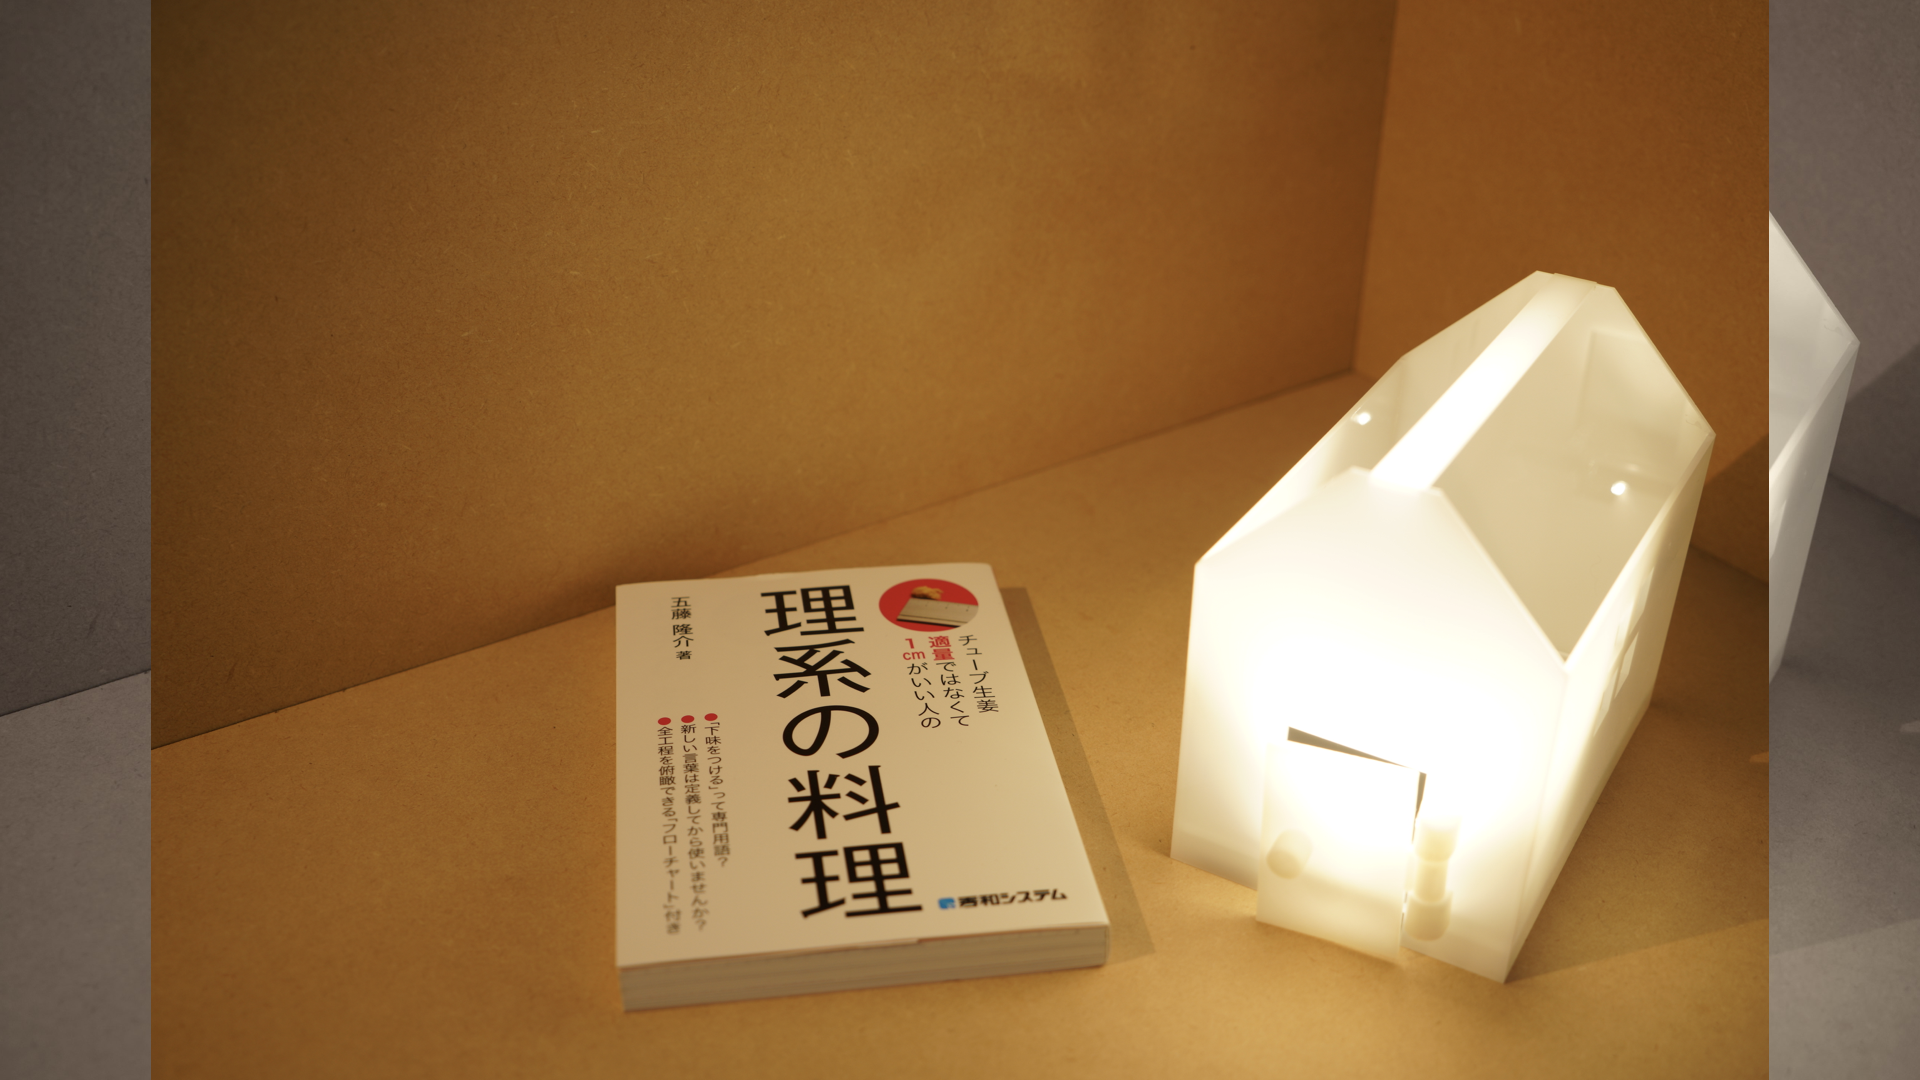 チューブ生姜
適量ではなくて
1cmがいい人の
理系の料理
五藤 隆介 著
「下味をつける」って専門用語?
新しい言葉は定義してから使いませんか?
全工程を俯瞰できる「フローチャート」付き
秀和システム